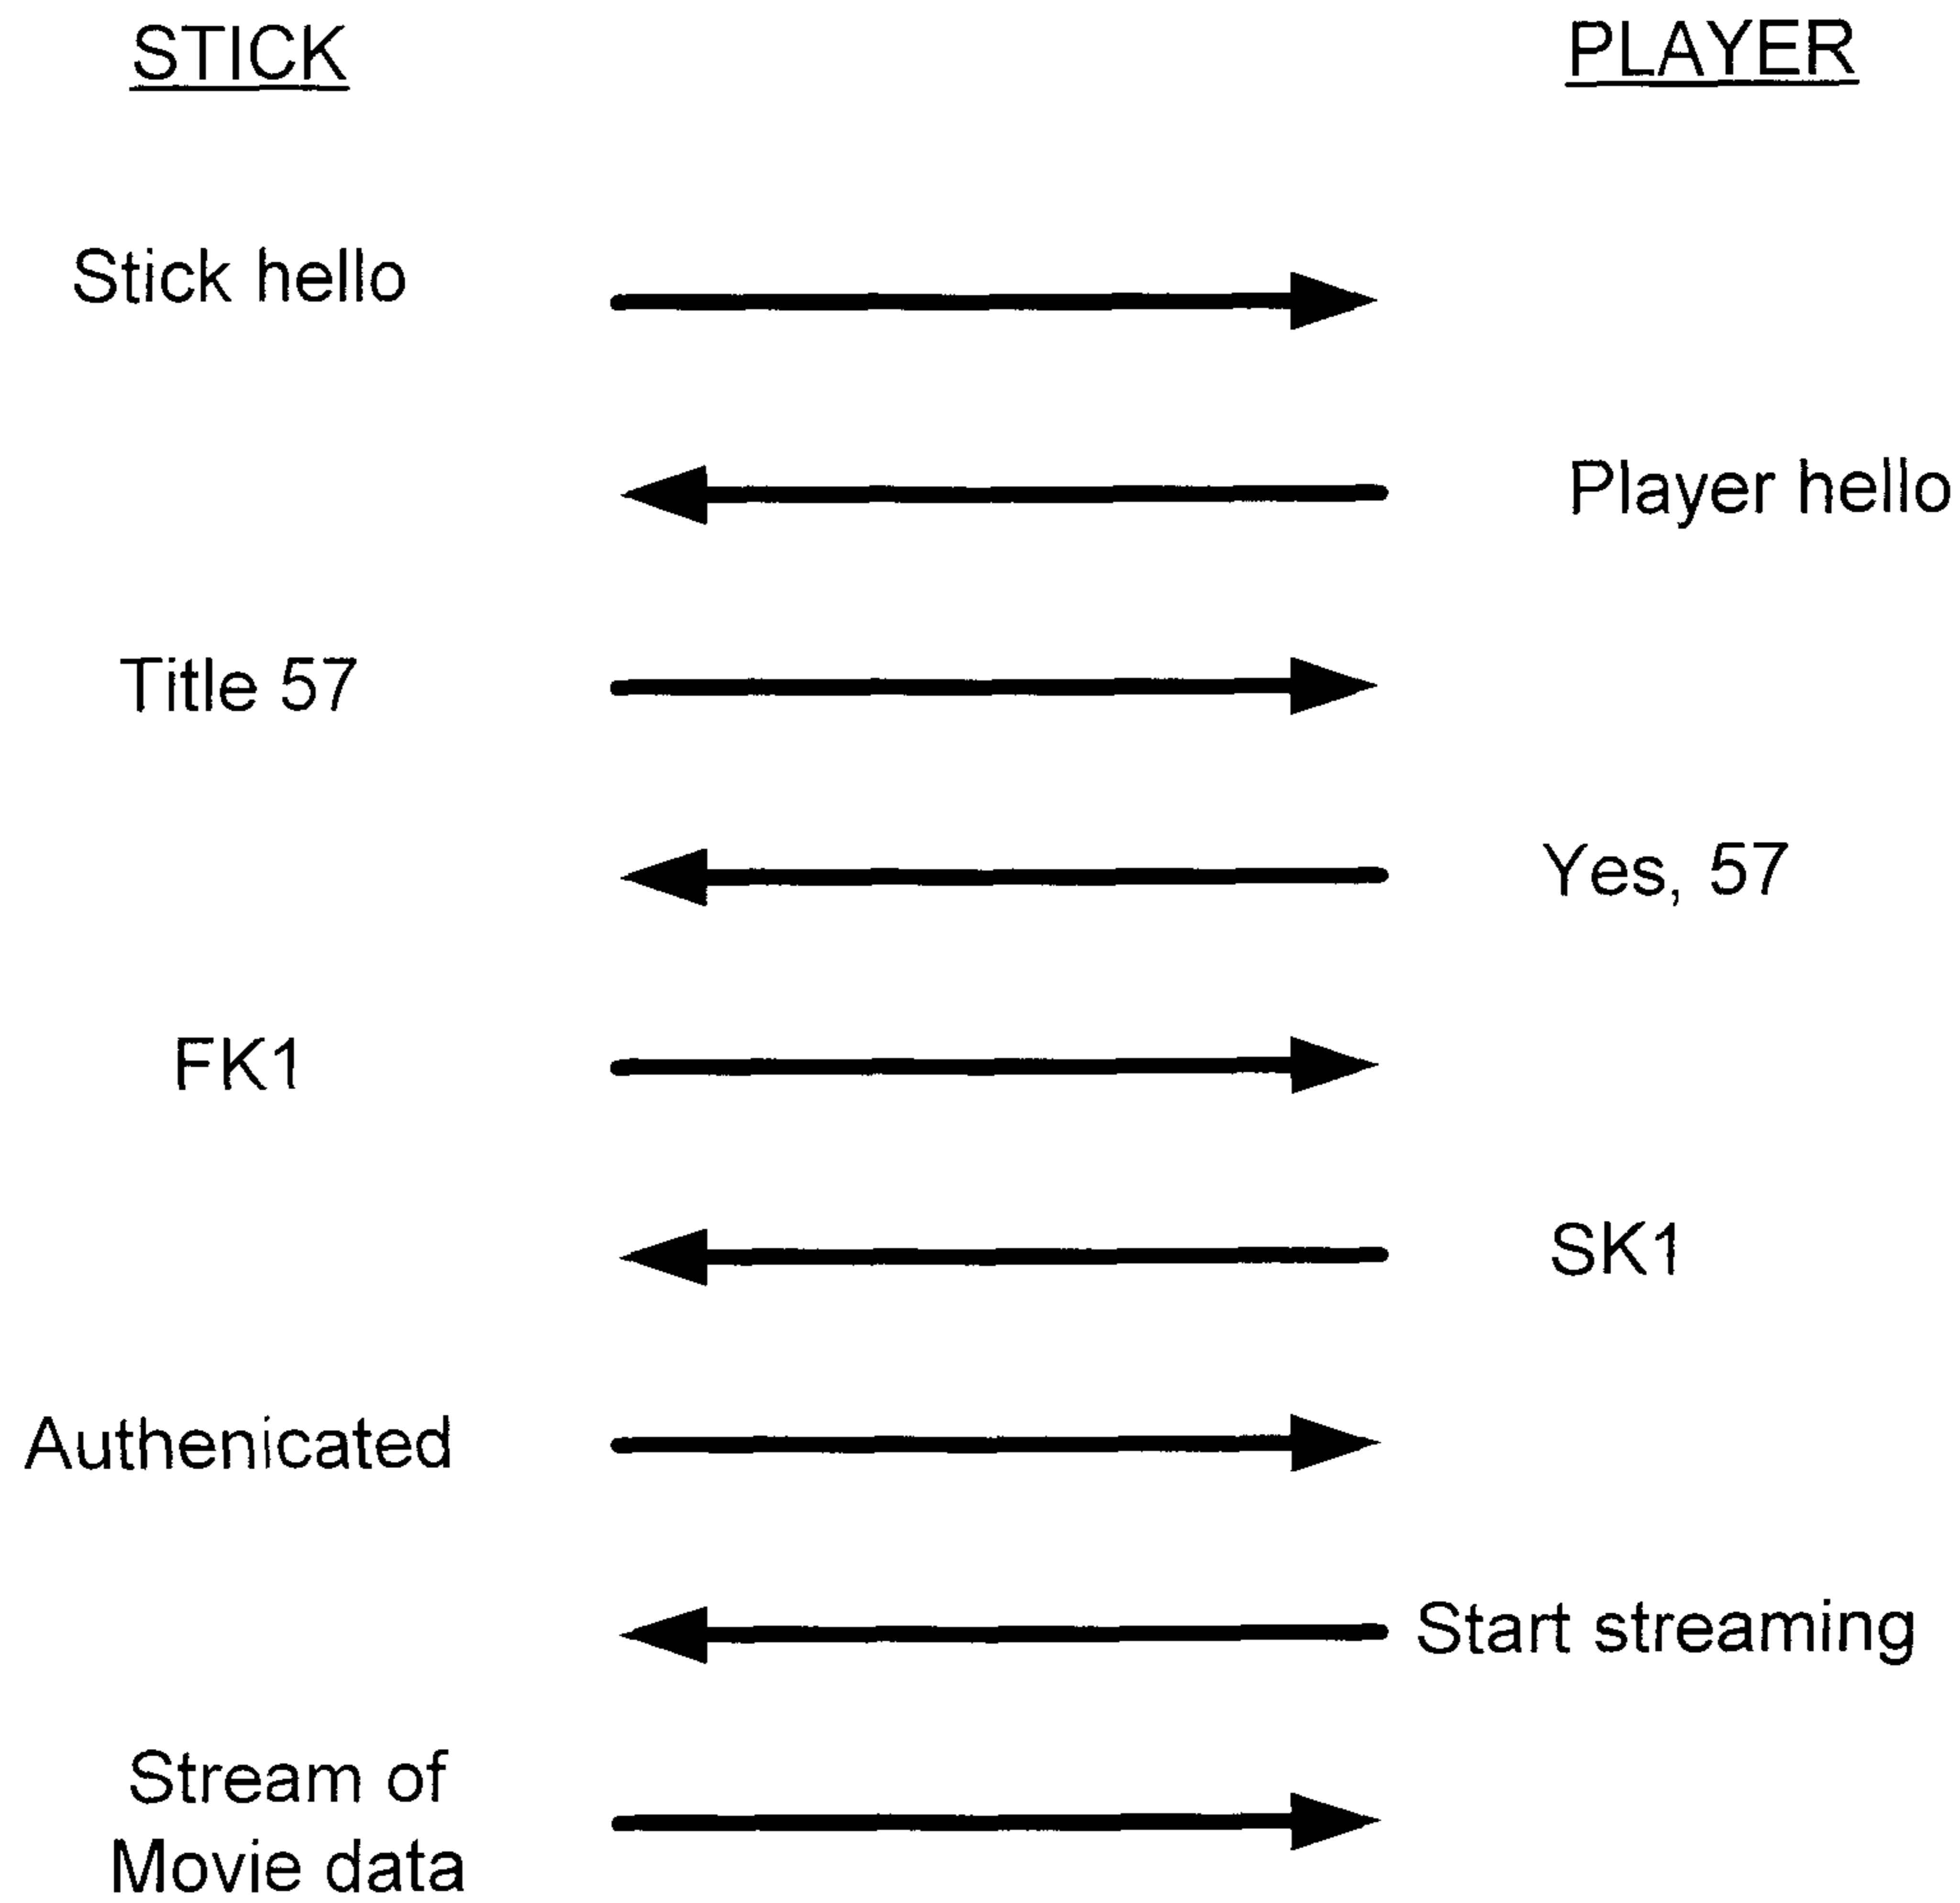 STICK
PLAYER
Stick hello
Player hello
Title 57
Yes, 57
FK1
SK1
Authenicated
Start streaming
Stream of
Movie data